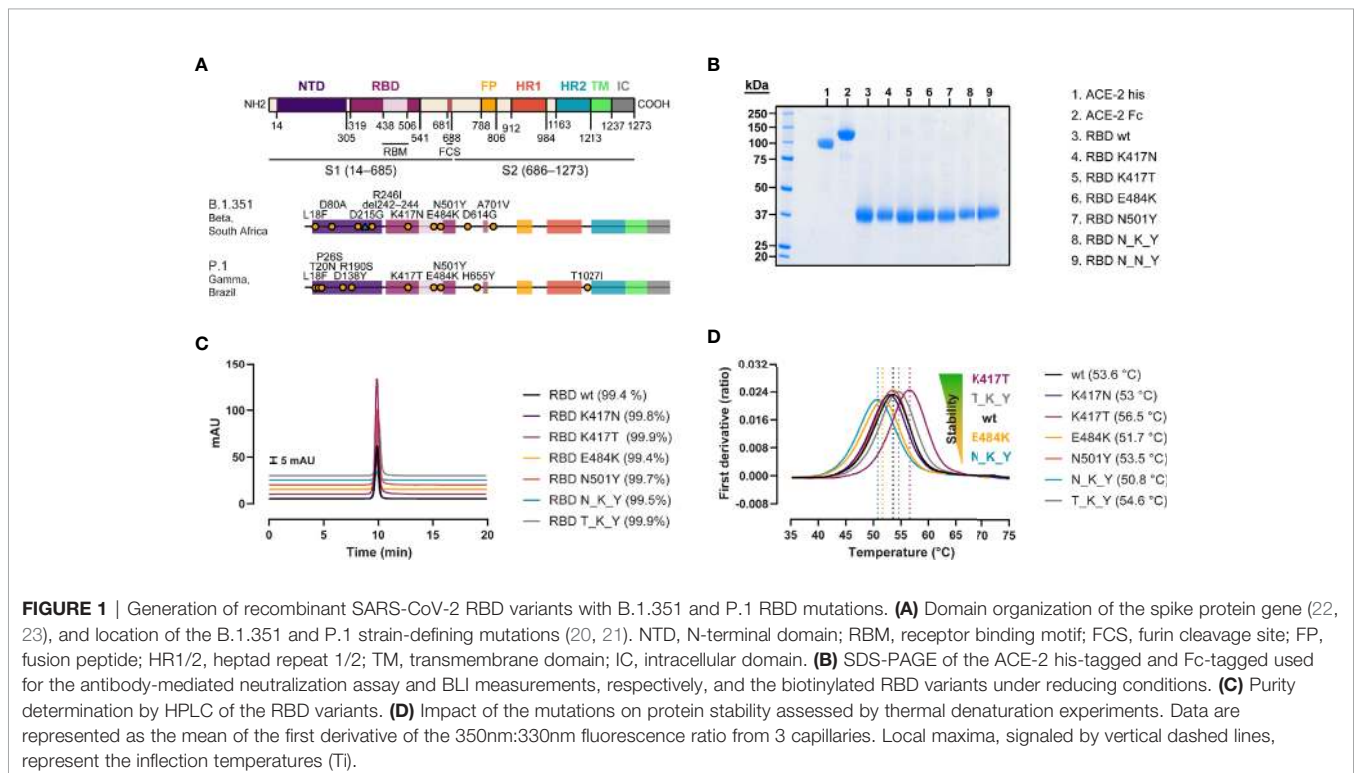 A
NTD RBD FP HR1 HR2 TM IC
NH2 COOH
14 319 438 506 681 788 912 1163 1237 1273
305 541 688 806 984 1213
RBM FCS
S1 (14–685) S2 (686–1273)
B.1.351
Beta,
South Africa
R246I
D80A del242–244 N501Y A701V
L18F D215G K417N E484K D614G
P.1
Gamma,
Brazil
P26S
T20N R190S N501Y
L18F D138Y K417T E484K H655Y T1027I
B
kDa
1 2 3 4 5 6 7 8 9
250
150
100
75
50
37
25
20
1. ACE-2 his
2. ACE-2 Fc
3. RBD wt
4. RBD K417N
5. RBD K417T
6. RBD E484K
7. RBD N501Y
8. RBD N_K_Y
9. RBD N_N_Y
C
mAU
150
100
50
0
5 mAU
0 5 10 15 20
Time (min)
RBD wt (99.4 %)
RBD K417N (99.8%)
RBD K417T (99.9%)
RBD E484K (99.4%)
RBD N501Y (99.7%)
RBD N_K_Y (99.5%)
RBD T_K_Y (99.9%)
D
First derivative (ratio)
0.032
0.024
0.016
0.008
0.000
-0.008
35 40 45 50 55 60 65 70 75
Temperature (°C)
Stability
K417T
T_K_Y
wt
E484K
N_K_Y
wt (53.6 °C)
K417N (53 °C)
K417T (56.5 °C)
E484K (51.7 °C)
N501Y (53.5 °C)
N_K_Y (50.8 °C)
T_K_Y (54.6 °C)
FIGURE 1 | Generation of recombinant SARS-CoV-2 RBD variants with B.1.351 and P.1 RBD mutations. (A) Domain organization of the spike protein gene (22,
23), and location of the B.1.351 and P.1 strain-defining mutations (20, 21). NTD, N-terminal domain; RBM, receptor binding motif; FCS, furin cleavage site; FP,
fusion peptide; HR1/2, heptad repeat 1/2; TM, transmembrane domain; IC, intracellular domain. (B) SDS-PAGE of the ACE-2 his-tagged and Fc-tagged used
for the antibody-mediated neutralization assay and BLI measurements, respectively, and the biotinylated RBD variants under reducing conditions. (C) Purity
determination by HPLC of the RBD variants. (D) Impact of the mutations on protein stability assessed by thermal denaturation experiments. Data are
represented as the mean of the first derivative of the 350nm:330nm fluorescence ratio from 3 capillaries. Local maxima, signaled by vertical dashed lines,
represent the inflection temperatures (Ti).